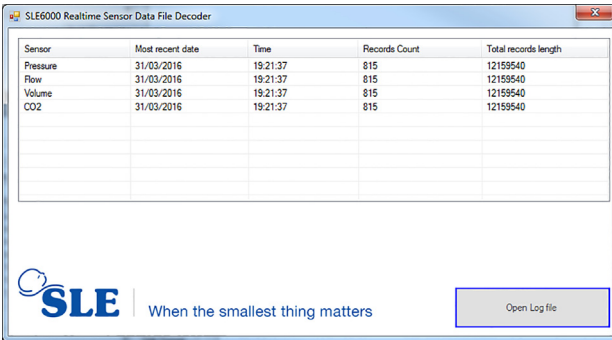 SLE6000 Realtime Sensor Data File Decoder
Sensor Most recent date Time Records Count Total records length
Pressure 31/03/2016 19:21:37 815 12159540
Flow 31/03/2016 19:21:37 815 12159540
Volume 31/03/2016 19:21:37 815 12159540
CO2 31/03/2016 19:21:37 815 12159540
SLE When the smallest thing matters
Open Log file